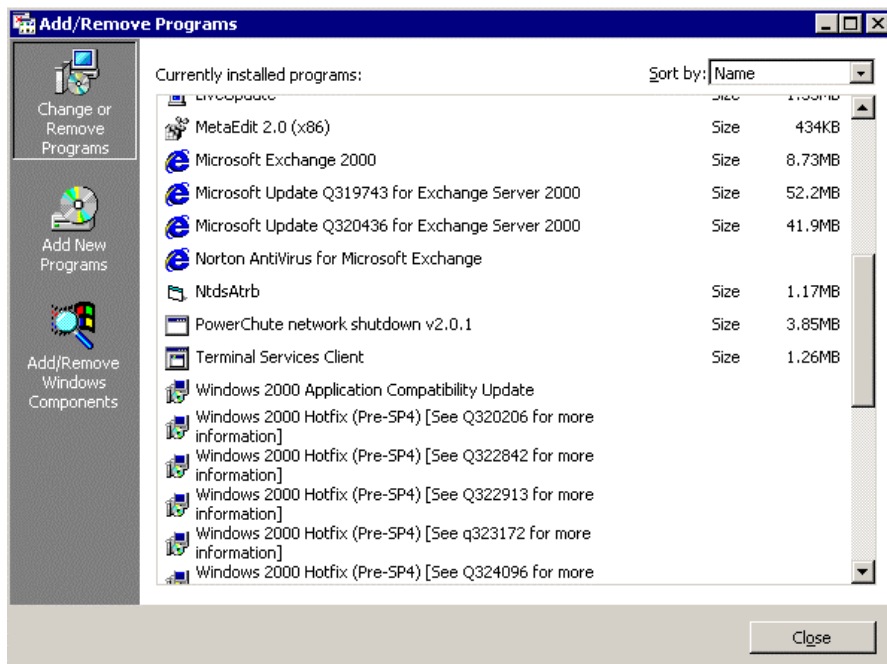 Add/Remove Programs
Change or
Remove
Programs
Add New
Programs
Add/Remove
Windows
Components
Currently installed programs:
Sort by: Name
LiveUpdate Size 1.33MB
MetaEdit 2.0 (x86) Size 434KB
Microsoft Exchange 2000 Size 8.73MB
Microsoft Update Q319743 for Exchange Server 2000 Size 52.2MB
Microsoft Update Q320436 for Exchange Server 2000 Size 41.9MB
Norton AntiVirus for Microsoft Exchange
NtdsAtrb Size 1.17MB
PowerChute network shutdown v2.0.1 Size 3.85MB
Terminal Services Client Size 1.26MB
Windows 2000 Application Compatibility Update
Windows 2000 Hotfix (Pre-SP4) [See Q320206 for more
information]
Windows 2000 Hotfix (Pre-SP4) [See Q322842 for more
information]
Windows 2000 Hotfix (Pre-SP4) [See Q322913 for more
information]
Windows 2000 Hotfix (Pre-SP4) [See q323172 for more
information]
Windows 2000 Hotfix (Pre-SP4) [See Q324096 for more
Close